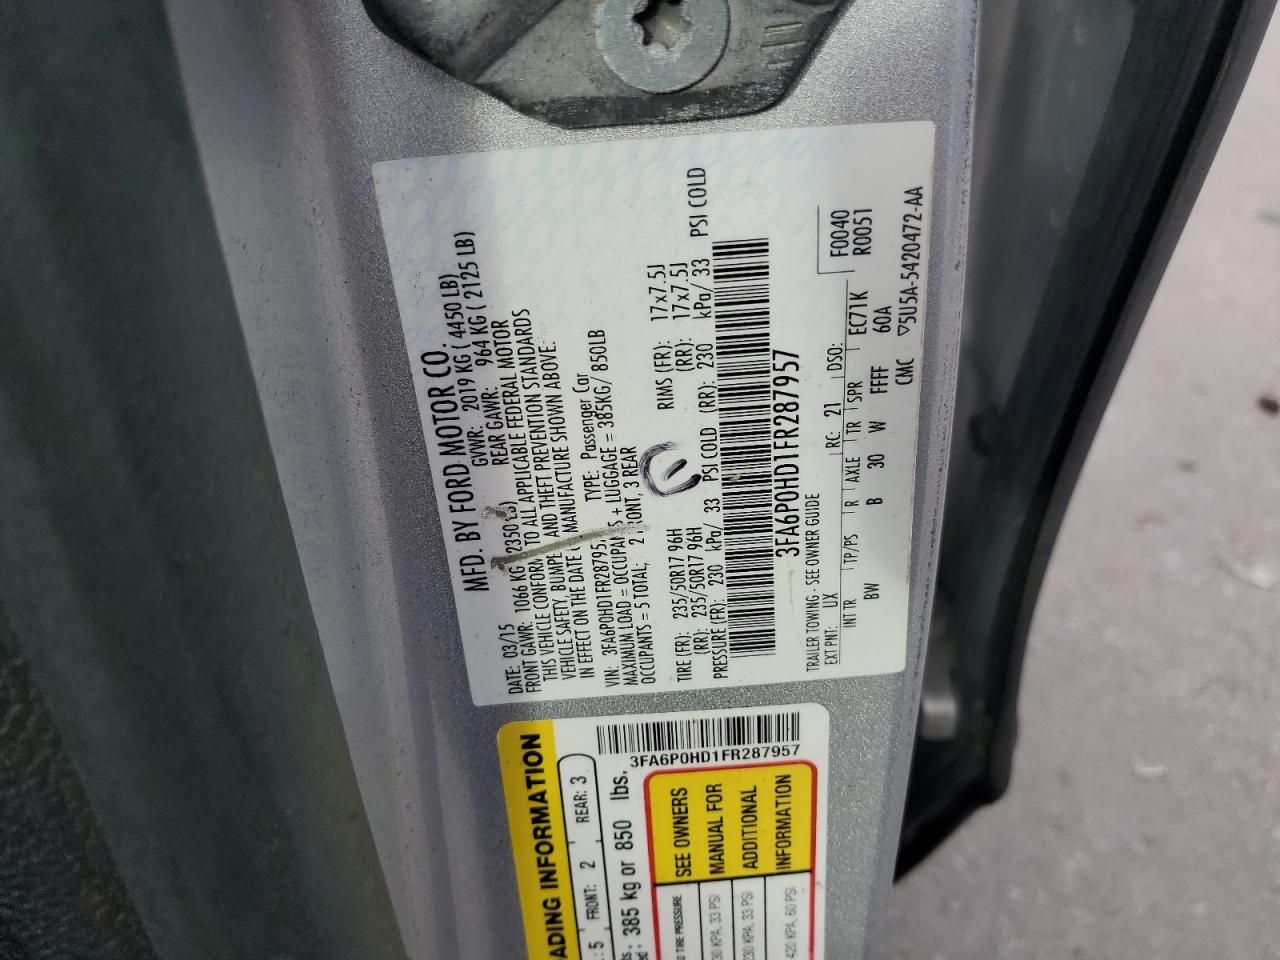 MFD. BY FORD MOTOR CO.
DATE: 03/15 GVWR: 2019 KG ( 4450 LB)
FRONT GAWR: 1066 KG 2350 LB) REAR GAWR: 964 KG ( 2125 LB)
THIS VEHICLE CONFORM TO ALL APPLICABLE FEDERAL MOTOR
VEHICLE SAFETY, BUMPE AND THEFT PREVENTION STANDARDS
IN EFFECT ON THE DATE MANUFACTURE SHOWN ABOVE.
VIN: 3FA6P0HD1FR287957 TYPE: Passenger Car
MAXIMUM LOAD = OCCUPANTS + LUGGAGE = 385KG/ 850LB
OCCUPANTS = 5 TOTAL; 2 FRONT, 3 REAR
TIRE (FR): 235/50R17 96H RIMS (FR): 17x7.5J
(RR): 235/50R17 96H (RR): 17x7.5J
PRESSURE (FR): 230 kPa/ 33 PSI COLD (RR): 230 kPa/ 33 PSI COLD
3FA6P0HD1FR287957
TRAILER TOWING - SEE OWNER GUIDE
F0040
R0051
EXT PNT: UX RC: 21 DSO:
INT TR TP/PS R AXLE TR SPR EC71K
BW B 30 W FFFF 60A
CMC ▽5U5A-5420472-AA
ADING INFORMATION
: 5 FRONT: 2 REAR: 3
385 kg or 850 lbs.
3FA6P0HD1FR287957
SEE OWNERS
MANUAL FOR
ADDITIONAL
INFORMATION
TIRE PRESSURE
230 KPA, 33 PSI
230 KPA, 33 PSI
420 KPA, 60 PSI